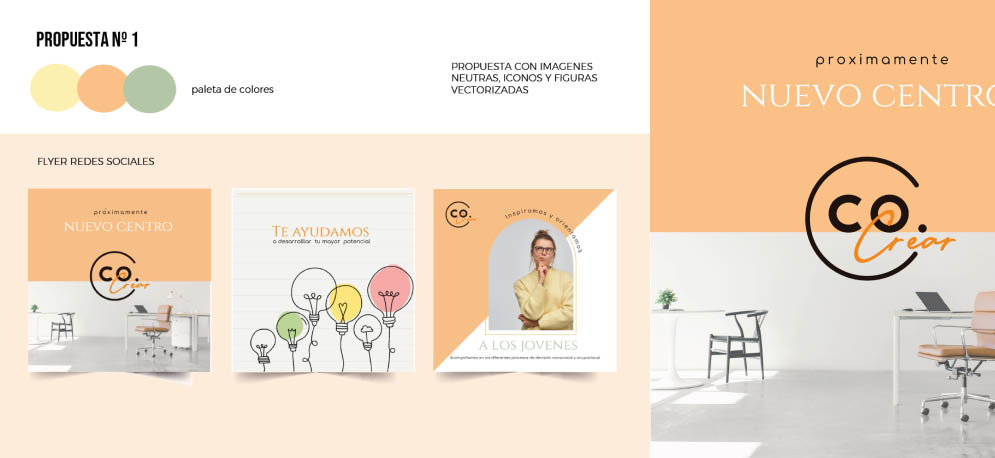 PROPUESTA Nº 1
paleta de colores
PROPUESTA CON IMAGENES
NEUTRAS, ICONOS Y FIGURAS
VECTORIZADAS
FLYER REDES SOCIALES
próximamente
NUEVO CENTRO
CO.
Crear
TE AYUDAMOS
a desarrollar tu mayor potencial
CO.
Crear
Inspiramos y orientamos
A LOS JOVENES
Acompañamos en los diferentes procesos de decisión vocacional y ocupacional
proximamente
NUEVO CENTRO
CO.
Crear